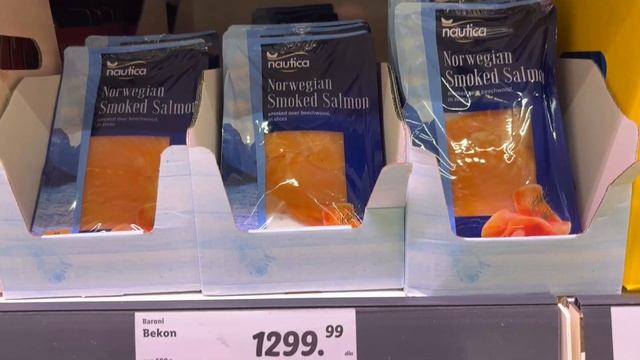 nautica
Norwegian
Smoked Salmon
smoked over beechwood,
in slices
nautica
Norwegian
Smoked Salmon
smoked over beechwood,
in slices
nautica
Norwegian
Smoked Salmon
Baroni
Bekon
1299.99
din